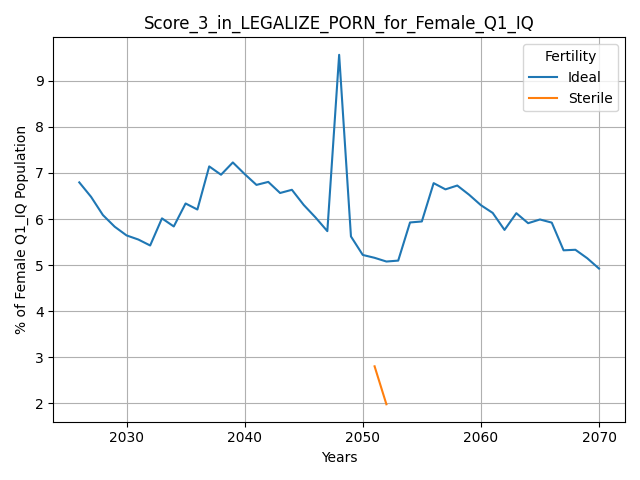 Score_3_in_LEGALIZE_PORN_for_Female_Q1_IQ
Fertility
Ideal
Sterile
% of Female Q1_IQ Population
9
8
7
6
5
4
3
2
2030 2040 2050 2060 2070
Years